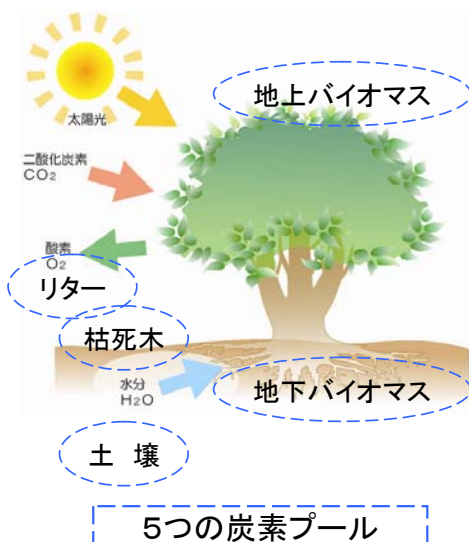 太陽光
地上バイオマス
二酸化炭素
CO₂
酸素
O₂
リター
枯死木
水分
H₂O
地下バイオマス
土 壌
5つの炭素プール